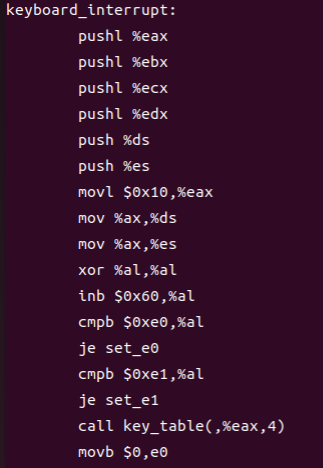 keyboard_interrupt:
pushl %eax
pushl %ebx
pushl %ecx
pushl %edx
push %ds
push %es
movl $0x10,%eax
mov %ax,%ds
mov %ax,%es
xor %al,%al
inb $0x60,%al
cmpb $0xe0,%al
je set_e0
cmpb $0xe1,%al
je set_e1
call key_table(,%eax,4)
movb $0,e0